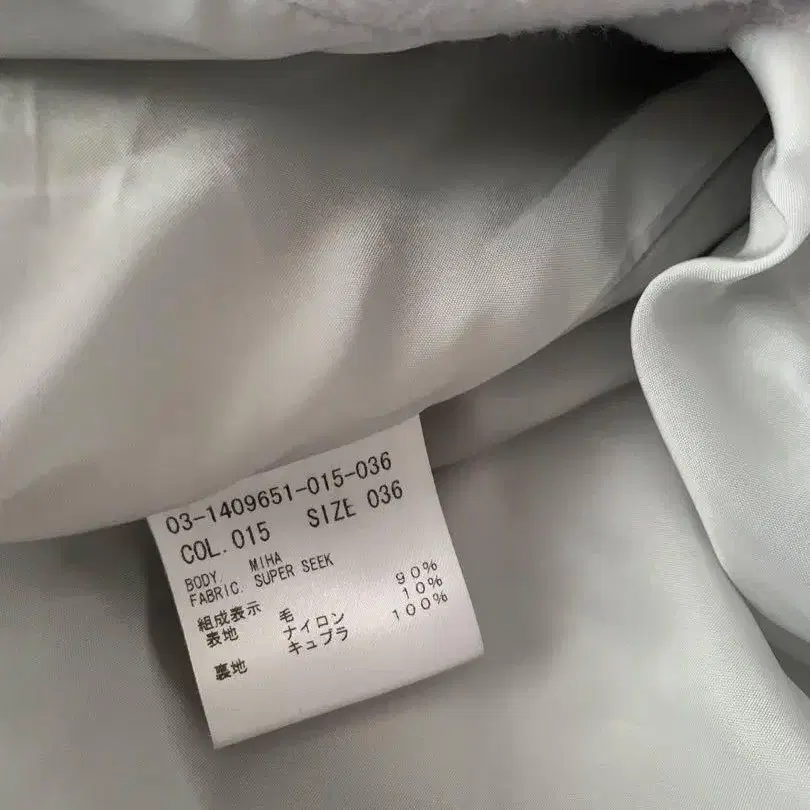 03-1409651-015-036
COL.015 SIZE 036
BODY. MIHA
FABRIC. SUPER SEEK
組成表示
表地 毛 90%
ナイロン 10%
裏地 キュプラ 100%